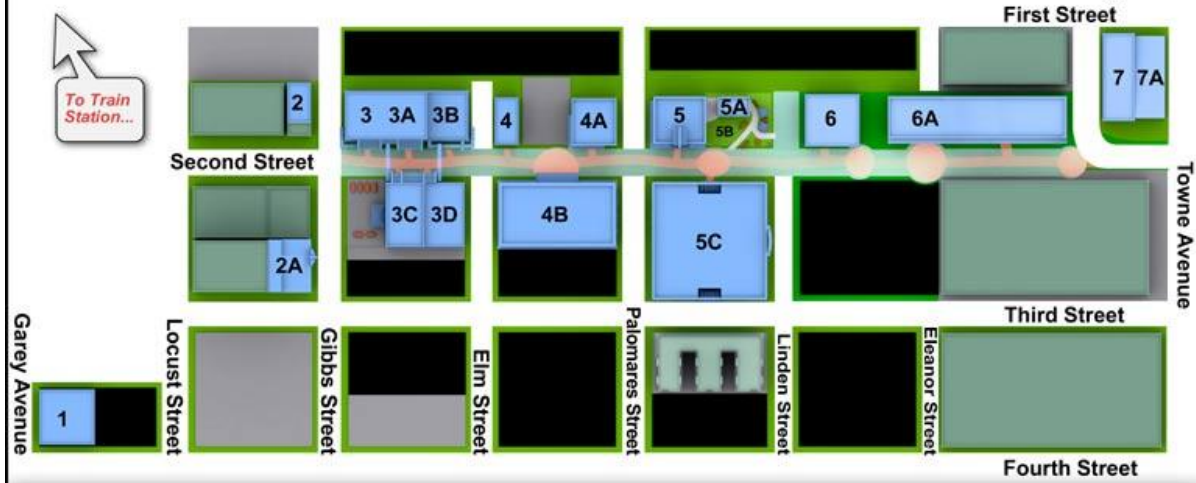 First Street
To Train
Station...
2
3
3A
3B
4
4A
5
5A
5B
6
6A
7
7A
Second Street
2A
3C
3D
4B
5C
Towne Avenue
Third Street
Garey Avenue
Locust Street
Gibbs Street
Elm Street
Palomares Street
Linden Street
Eleanor Street
1
Fourth Street